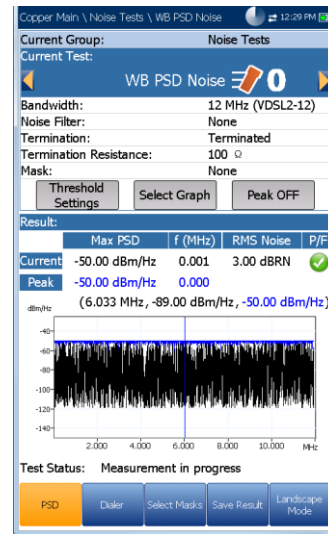 Copper Main \ Noise Tests \ WB PSD Noise 12:29 PM
Current Group: Noise Tests
Current Test:
WB PSD Noise 0
Bandwidth: 12 MHz (VDSL2-12)
Noise Filter: None
Termination: Terminated
Termination Resistance: 100 Ω
Mask: None
Threshold Settings Select Graph Peak OFF
Result:
Max PSD f (MHz) RMS Noise P/F
Current -50.00 dBm/Hz 0.001 3.00 dBRN
Peak -50.00 dBm/Hz 0.000
(6.033 MHz, -89.00 dBm/Hz, -50.00 dBm/Hz)
dBm/Hz
-40
-60
-80
-100
-120
-140
2.000 4.000 6.000 8.000 10.000 MHz
Test Status: Measurement in progress
PSD Dialer Select Masks Save Result Landscape Mode